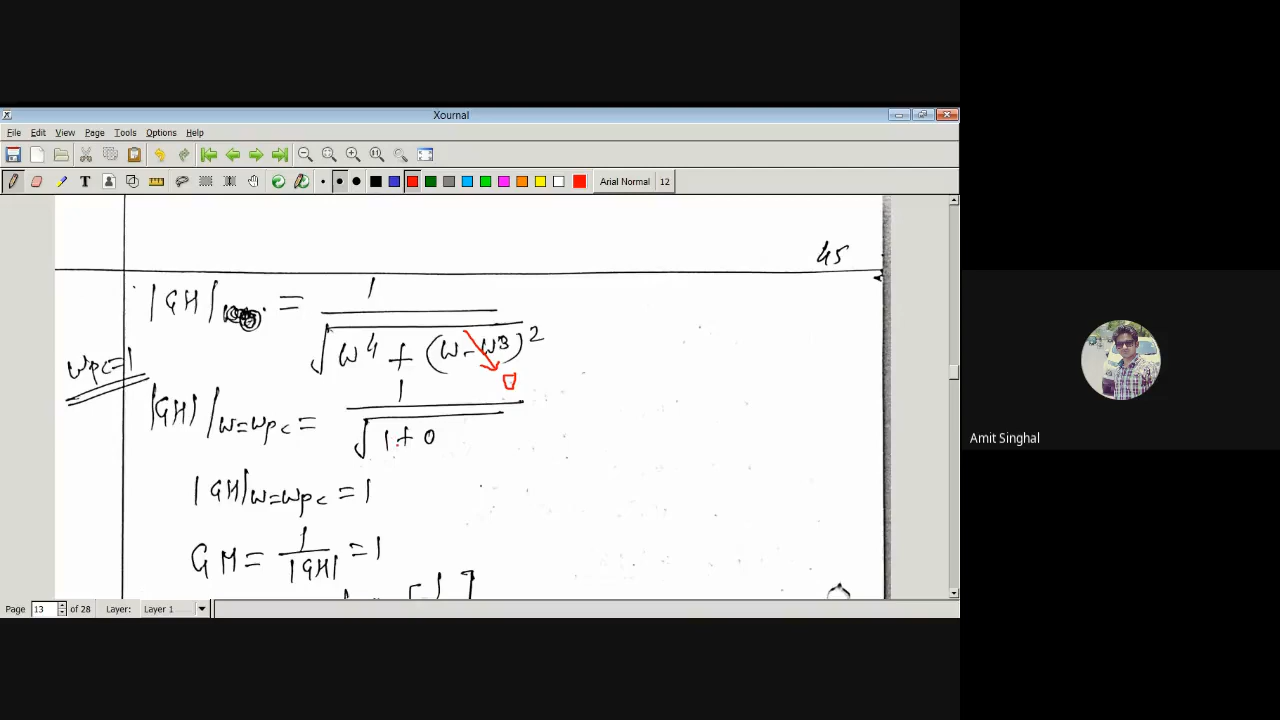 Xournal
File Edit View Page Tools Options Help
Arial Normal 12
45
|GH| = 1 / √(ω⁴ + (ω - ω³)²)
0
ωpc=1
|GH|/ω=ωpc = 1 / √(1+0)
|GH|ω=ωpc = 1
GM = 1/|GH| = 1
Amit Singhal
Page 13 of 28 Layer: Layer 1